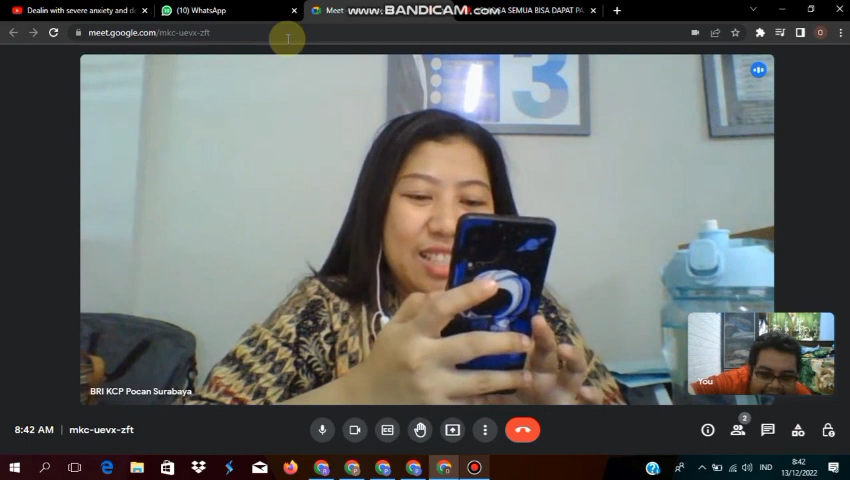 Dealin with severe anxiety and de
(10) WhatsApp
Meet
www.BANDICAM.com
SEMUA BISA DAPAT PA
meet.google.com/mkc-uevx-zft
O
13
BRI KCP Pocan Surabaya
You
8:42 AM | mkc-uevx-zft
2
IND
8:42
13/12/2022